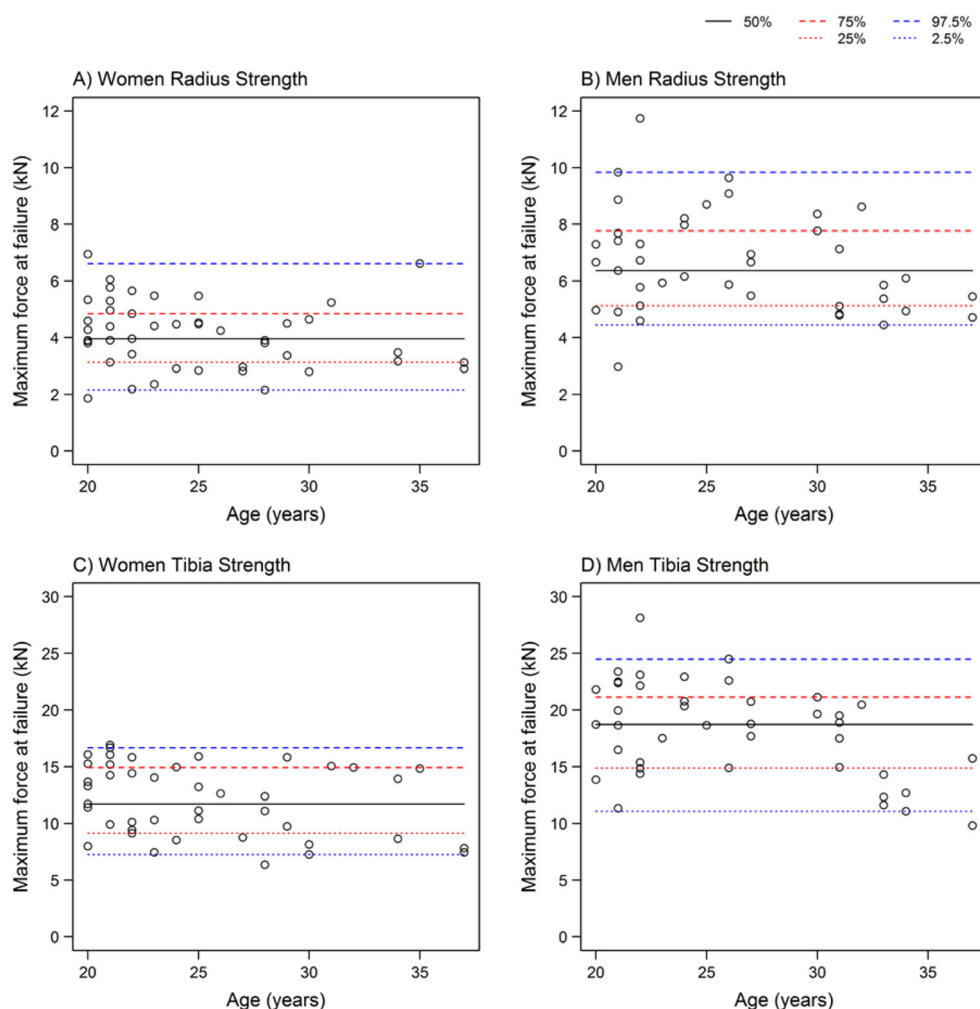 50% 75% 97.5%
25% 2.5%
A) Women Radius Strength
Maximum force at failure (kN)
12
10
8
6
4
2
0
20 25 30 35
Age (years)
B) Men Radius Strength
Maximum force at failure (kN)
12
10
8
6
4
2
0
20 25 30 35
Age (years)
C) Women Tibia Strength
Maximum force at failure (kN)
30
25
20
15
10
5
0
20 25 30 35
Age (years)
D) Men Tibia Strength
Maximum force at failure (kN)
30
25
20
15
10
5
0
20 25 30 35
Age (years)